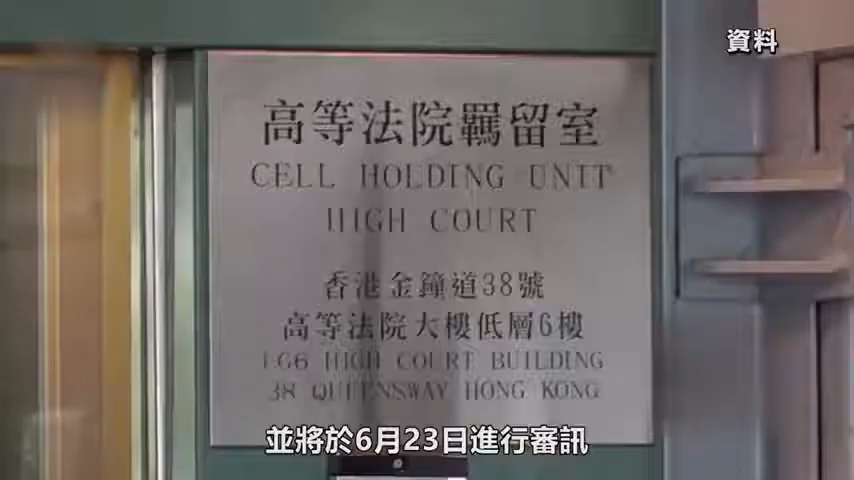 資料
高等法院羈留室
CELL HOLDING UNIT
HIGH COURT
香港金鐘道38號
高等法院大樓低層6樓
LG6 HIGH COURT BUILDING
38 QUEENSWAY HONG KONG
並將於6月23日進行審訊